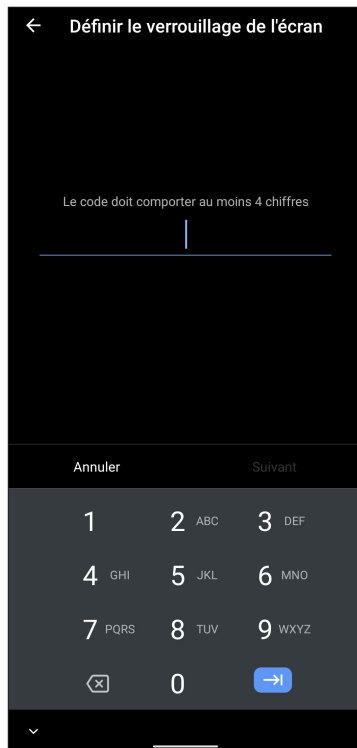 Définir le verrouillage de l'écran
Le code doit comporter au moins 4 chiffres
Annuler Suivant
1 2 ABC 3 DEF
4 GHI 5 JKL 6 MNO
7 PQRS 8 TUV 9 WXYZ
0